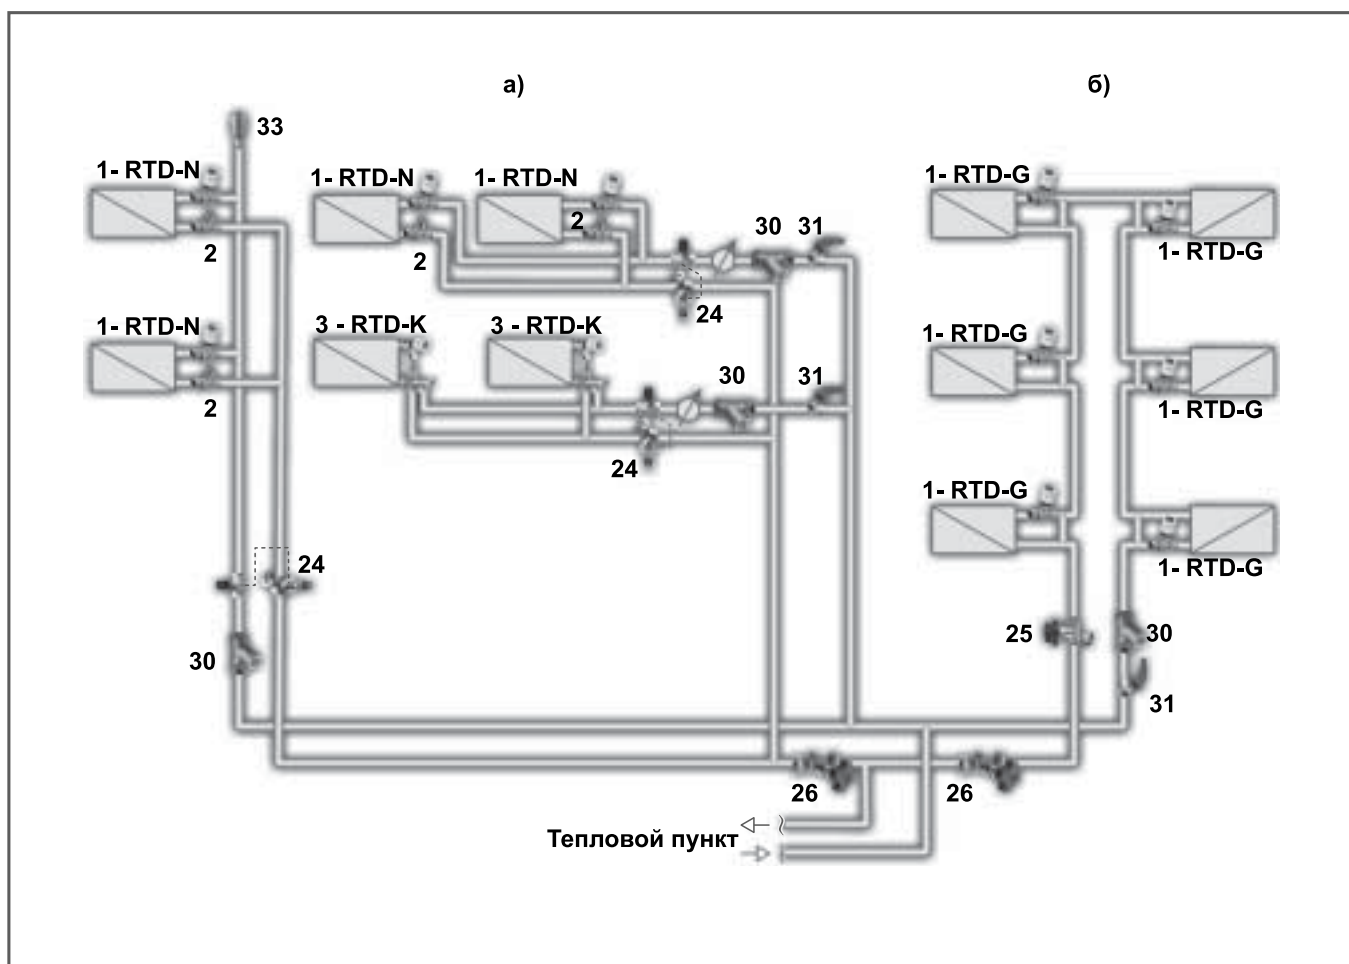 а)
б)
33
1- RTD-N
1- RTD-N
1- RTD-N
1- RTD-G
2
2
2
30
31
1- RTD-G
24
1- RTD-N
3 - RTD-K
3 - RTD-K
1- RTD-G
30
31
2
1- RTD-G
24
1- RTD-G
24
1- RTD-G
25
30
30
31
26
26
Тепловой пункт